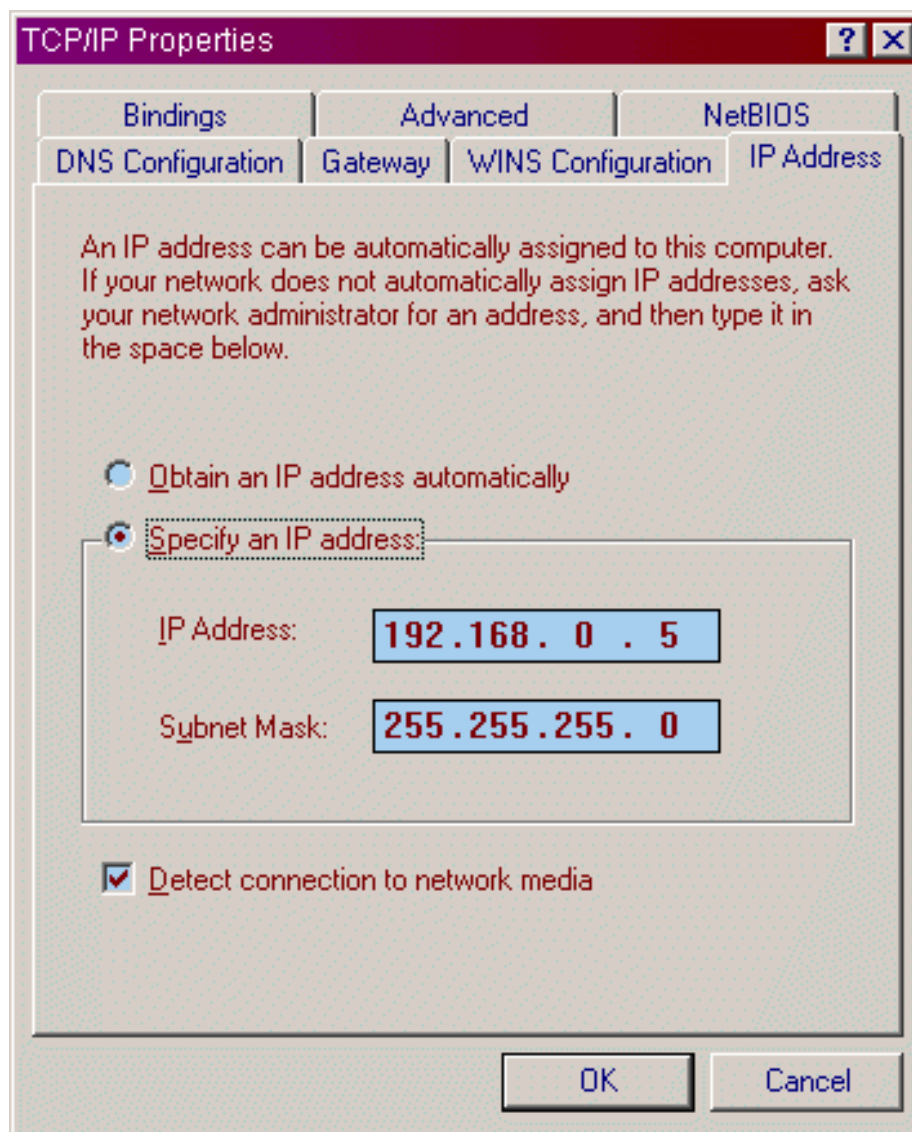 TCP/IP Properties
Bindings Advanced NetBIOS
DNS Configuration Gateway WINS Configuration IP Address
An IP address can be automatically assigned to this computer.
If your network does not automatically assign IP addresses, ask
your network administrator for an address, and then type it in
the space below.
Obtain an IP address automatically
Specify an IP address:
IP Address: 192.168. 0 . 5
Subnet Mask: 255.255.255. 0
Detect connection to network media
OK Cancel